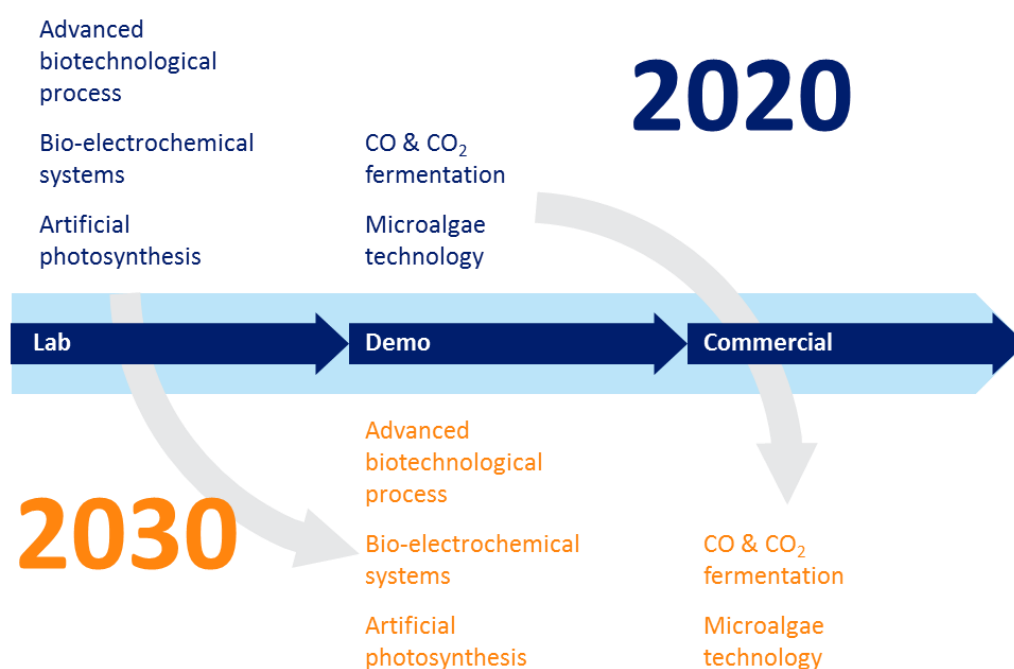 Advanced
biotechnological
process
Bio-electrochemical
systems
Artificial
photosynthesis
CO & CO₂
fermentation
Microalgae
technology
2020
Lab
Demo
Commercial
2030
Advanced
biotechnological
process
Bio-electrochemical
systems
Artificial
photosynthesis
CO & CO₂
fermentation
Microalgae
technology